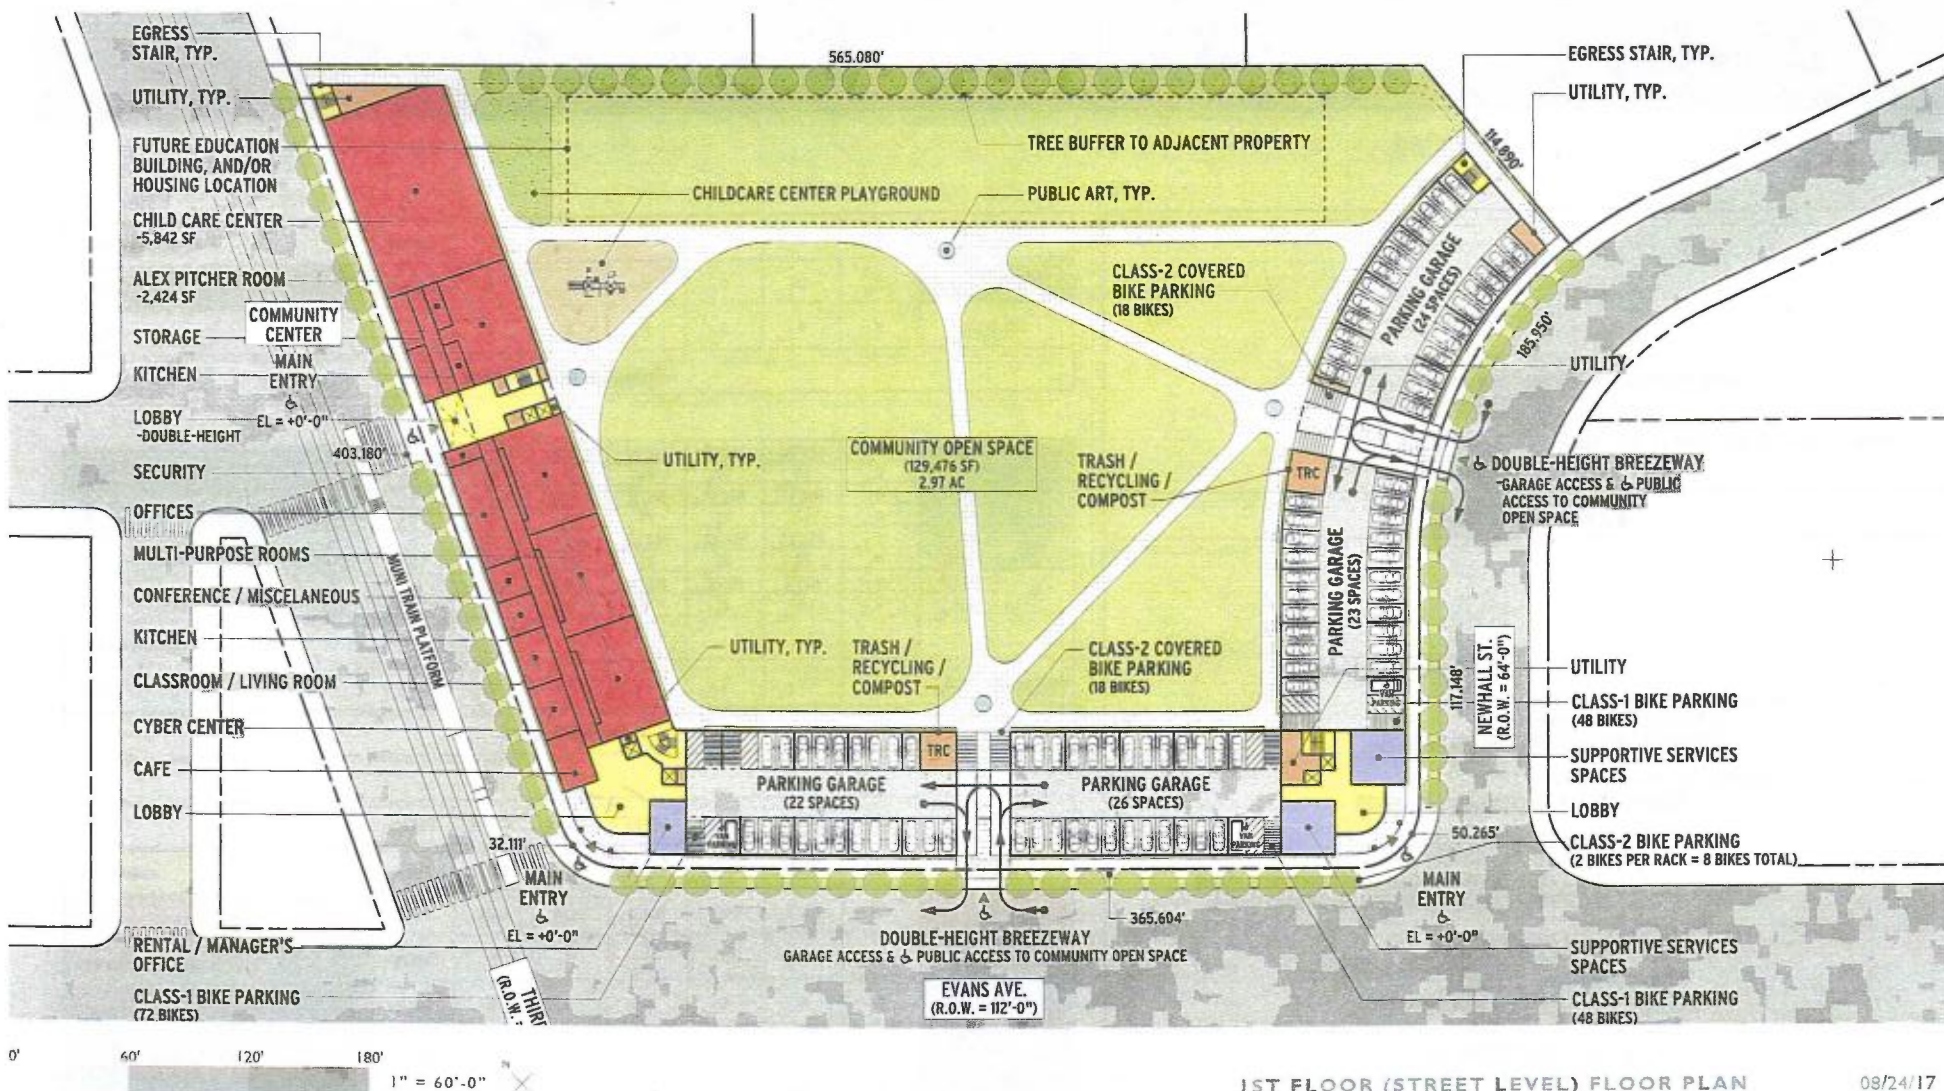 EGRESS
STAIR, TYP.
UTILITY, TYP.
FUTURE EDUCATION
BUILDING, AND/OR
HOUSING LOCATION
CHILD CARE CENTER
-5,842 SF
ALEX PITCHER ROOM
-2,424 SF
COMMUNITY
CENTER
STORAGE
MAIN
ENTRY
KITCHEN
EL = +0'-0"
LOBBY
-DOUBLE-HEIGHT
403.180'
SECURITY
OFFICES
MULTI-PURPOSE ROOMS
CONFERENCE / MISCELANEOUS
KITCHEN
CLASSROOM / LIVING ROOM
CYBER CENTER
CAFE
LOBBY
MUNI TRAIN PLATFORM
32.111'
MAIN
ENTRY
EL = +0'-0"
RENTAL / MANAGER'S
OFFICE
CLASS-1 BIKE PARKING
(72 BIKES)
THIRD
(R.O.W. =
565.080'
TREE BUFFER TO ADJACENT PROPERTY
CHILDCARE CENTER PLAYGROUND
PUBLIC ART, TYP.
CLASS-2 COVERED
BIKE PARKING
(18 BIKES)
COMMUNITY OPEN SPACE
(129,476 SF)
2.97 AC
UTILITY, TYP.
TRASH /
RECYCLING /
COMPOST
TRC
UTILITY, TYP.
TRASH /
RECYCLING /
COMPOST
CLASS-2 COVERED
BIKE PARKING
(18 BIKES)
TRC
PARKING GARAGE
(22 SPACES)
PARKING GARAGE
(26 SPACES)
VAN
PARKING
VAN
PARKING
365.604'
DOUBLE-HEIGHT BREEZEWAY
GARAGE ACCESS & PUBLIC ACCESS TO COMMUNITY OPEN SPACE
EVANS AVE.
(R.O.W. = 112'-0")
EGRESS STAIR, TYP.
UTILITY, TYP.
114.890'
PARKING GARAGE
(24 SPACES)
185.950'
UTILITY
DOUBLE-HEIGHT BREEZEWAY
-GARAGE ACCESS & PUBLIC
ACCESS TO COMMUNITY
OPEN SPACE
PARKING GARAGE
(23 SPACES)
VAN
PARKING
117.148'
NEWHALL ST.
(R.O.W. = 64'-0")
UTILITY
CLASS-1 BIKE PARKING
(48 BIKES)
SUPPORTIVE SERVICES
SPACES
LOBBY
50.265'
CLASS-2 BIKE PARKING
(2 BIKES PER RACK = 8 BIKES TOTAL)
MAIN
ENTRY
EL = +0'-0"
SUPPORTIVE SERVICES
SPACES
CLASS-1 BIKE PARKING
(48 BIKES)
0' 60' 120' 180'
1" = 60'-0"
N
1ST FLOOR (STREET LEVEL) FLOOR PLAN
08/24/17